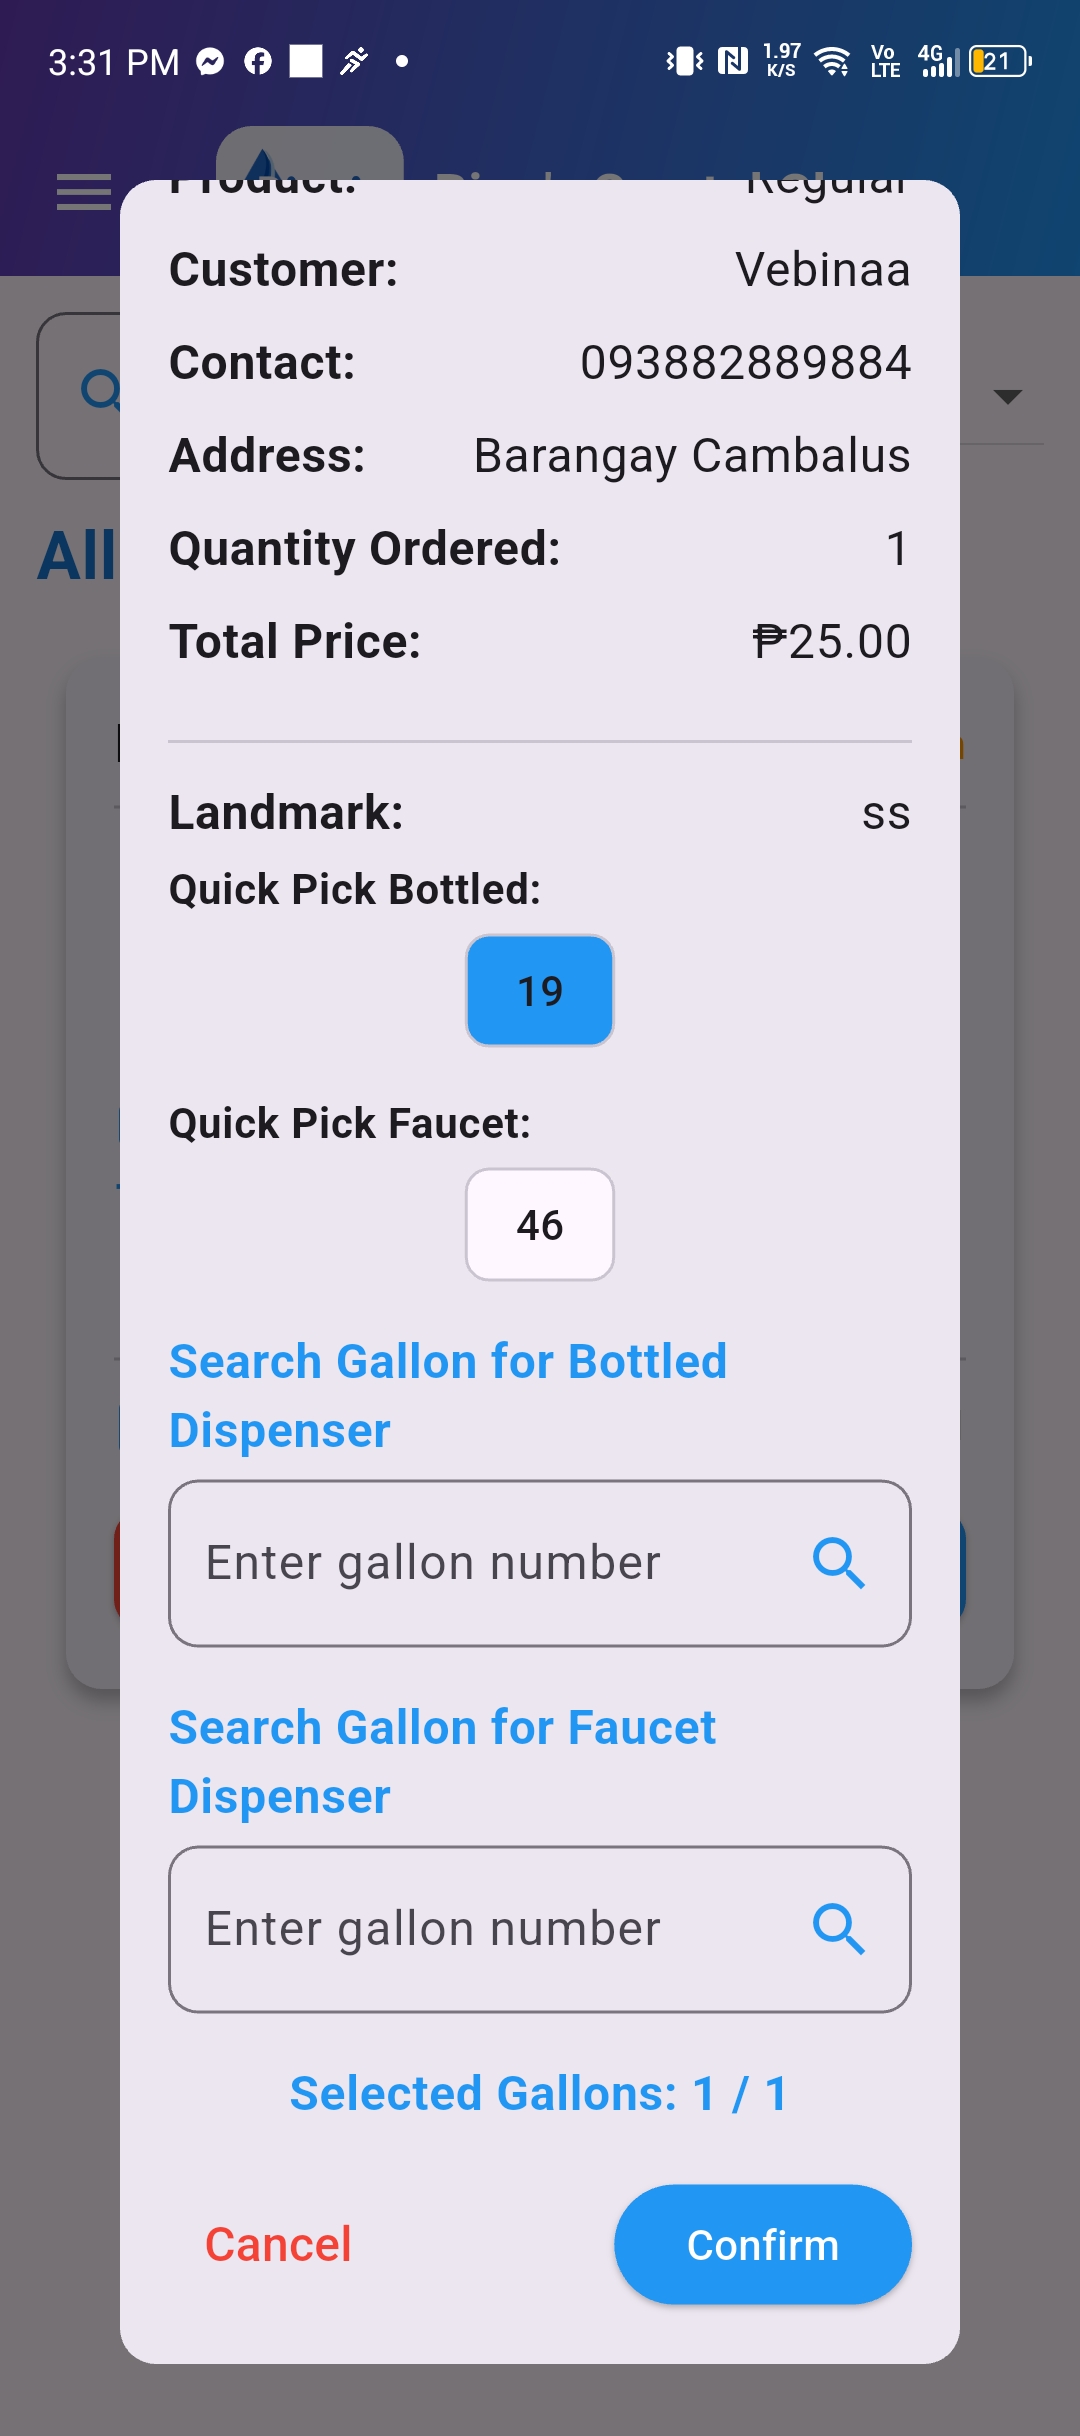 3:31 PM
1.97
K/S
Vo
LTE
4G
21
Product: Regular
Customer: Vebinaa
Contact: 093882889884
Address: Barangay Cambalus
Quantity Ordered: 1
Total Price: ₱25.00
All
Landmark: ss
Quick Pick Bottled:
19
Quick Pick Faucet:
46
Search Gallon for Bottled
Dispenser
Enter gallon number
Search Gallon for Faucet
Dispenser
Enter gallon number
Selected Gallons: 1 / 1
Cancel
Confirm